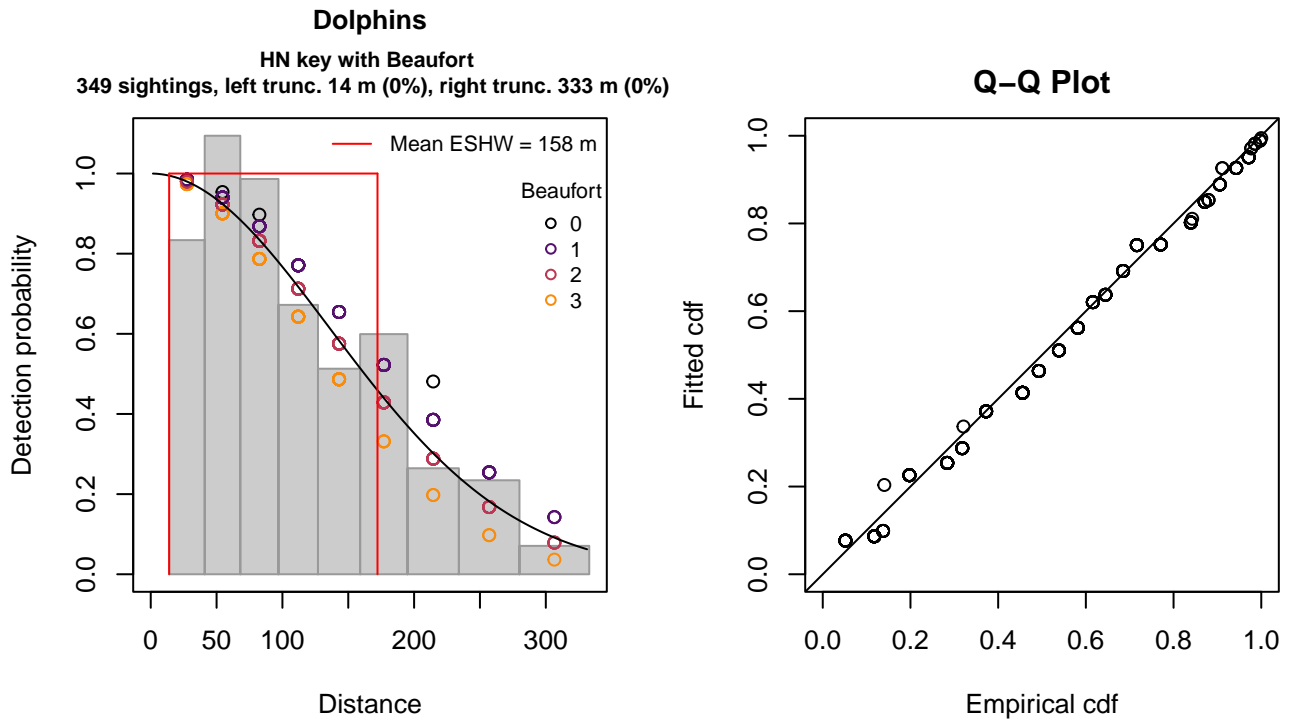 Dolphins
HN key with Beaufort
349 sightings, left trunc. 14 m (0%), right trunc. 333 m (0%)
Mean ESHW = 158 m
Beaufort
0
1
2
3
Detection probability
0.0
0.2
0.4
0.6
0.8
1.0
0 50 100 200 300
Distance
Q−Q Plot
Fitted cdf
0.0
0.2
0.4
0.6
0.8
1.0
0.0 0.2 0.4 0.6 0.8 1.0
Empirical cdf